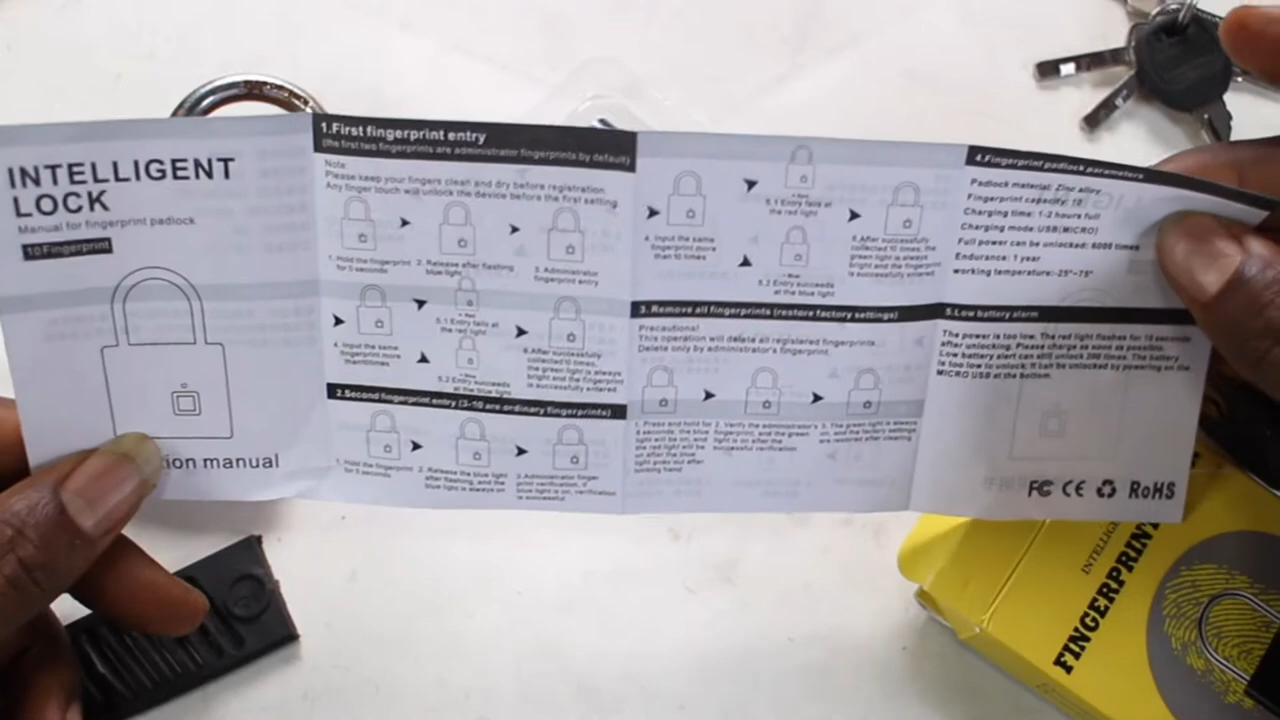 INTELLIGENT
LOCK
Manual for fingerprint padlock
10 Fingerprint
ion manual
1.First fingerprint entry
(the first two fingerprints are administrator fingerprints by default)
Note:
Please keep your fingers clean and dry before registration.
Any finger touch will unlock the device before the first setting.
1. Hold the fingerprint
for 5 seconds
2. Release after flashing
blue light
3. Administrator
fingerprint entry
4. Input the same
fingerprint more
than10times
5.1 Entry fails at
the red light
5.2 Entry succeeds
at the blue light
6.After successfully
collected 10 times,
the green light is always
bright and the fingerprint
is successfully entered
2.Second fingerprint entry (3-10 are ordinary fingerprints)
1. Hold the fingerprint
for 5 seconds
2. Release the blue light
after flashing, and the
blue light is always on
3.Administrator finger
print verification, if
blue light is on, verification
is successful
4. Input the same
fingerprint more
than 10 times
5.1 Entry fails at
the red light
5.2 Entry succeeds
at the blue light
6.After successfully
collected 10 times, the
green light is always
bright and the fingerprint
is successfully entered
3. Remove all fingerprints (restore factory settings)
Precautions!
This operation will delete all registered fingerprints.
Delete only by administrator's fingerprint.
1. Press and hold for
light will be on, and
the red light will be
on after the blue
light goes out after
2. Verify the administrator's
fingerprint, and the green
light is on after the
successful verification
3. The green light is always
on, and the factory settings
are restored after clearing
4.Fingerprint padlock parameters
Padlock material: Zinc alloy
Fingerprint capacity: 10
Charging time: 1-2 hours full
Charging mode:USB(MICRO)
Full power can be unlocked: 6000 times
Endurance: 1 year
working temperature:-25°~75°
5.Low battery alarm
The power is too low. The red light flashes for 10 seconds
after unlocking. Please charge as soon as possible.
Low battery alert can still unlock 200 times. The battery
is too low to unlock. It can be unlocked by powering on the
MICRO USB at the bottom.
FC CE RoHS
FINGERPRINT